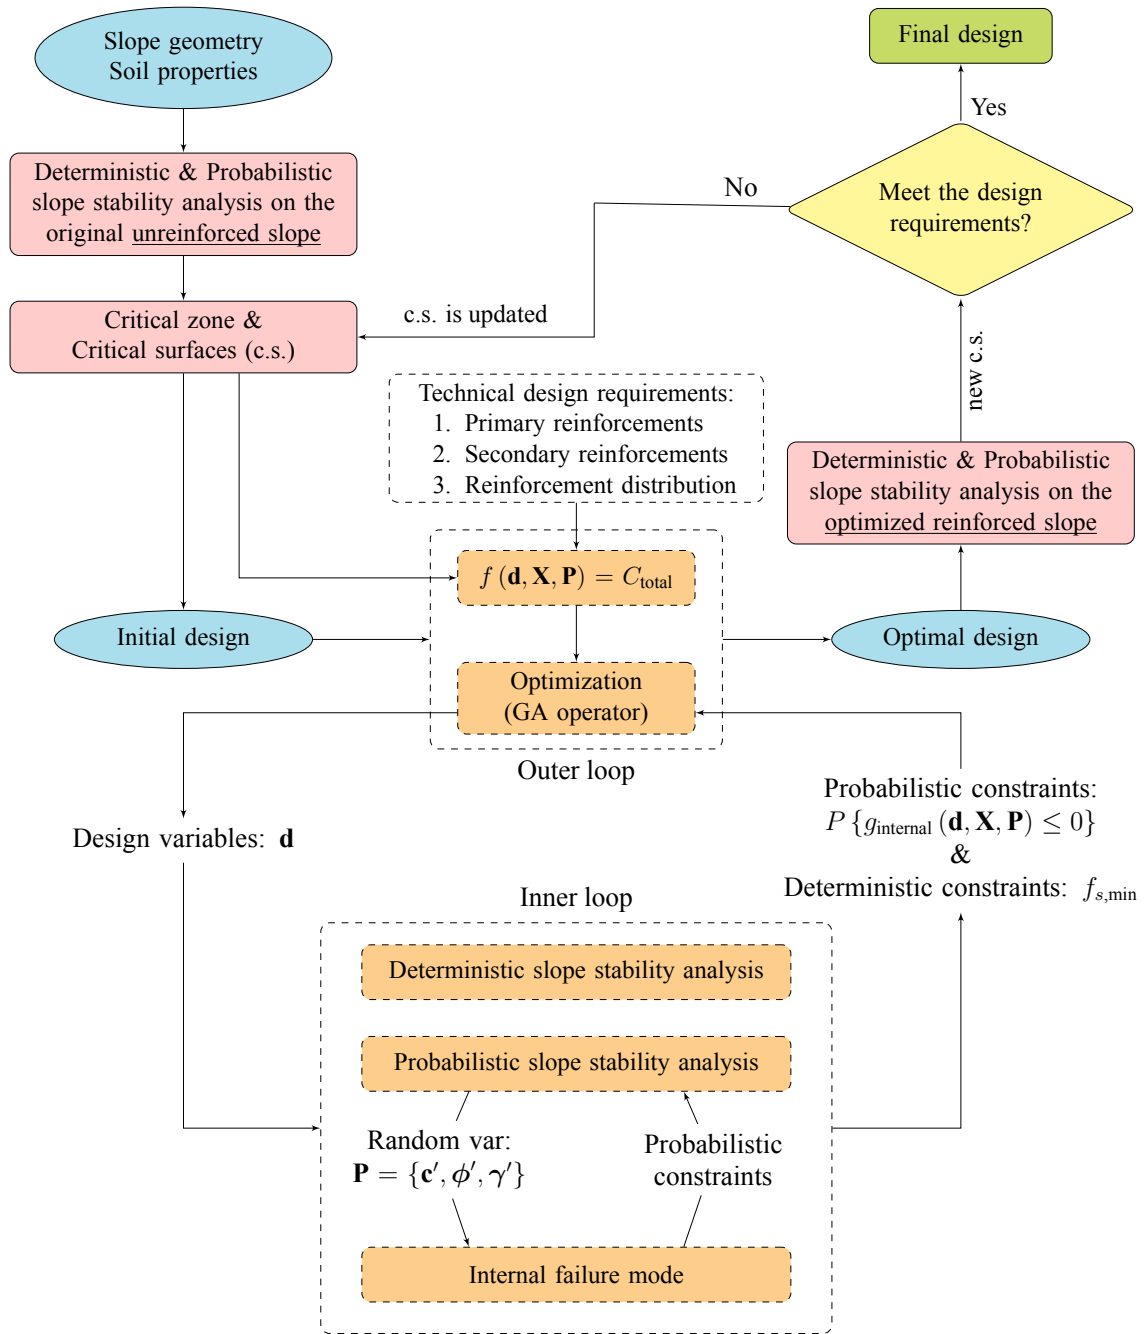 Slope geometry
Soil properties
Final design
Yes
Deterministic & Probabilistic
slope stability analysis on the
original unreinforced slope
No
Meet the design
requirements?
Critical zone &
Critical surfaces (c.s.)
c.s. is updated
new c.s.
Technical design requirements:
1. Primary reinforcements
2. Secondary reinforcements
3. Reinforcement distribution
Deterministic & Probabilistic
slope stability analysis on the
optimized reinforced slope
f (d, X, P) = C_total
Initial design
Optimal design
Optimization
(GA operator)
Outer loop
Design variables: d
Probabilistic constraints:
P {g_internal (d, X, P) ≤ 0}
&
Deterministic constraints: f_s,min
Inner loop
Deterministic slope stability analysis
Probabilistic slope stability analysis
Random var:
P = {c′, ϕ′, γ′}
Probabilistic
constraints
Internal failure mode